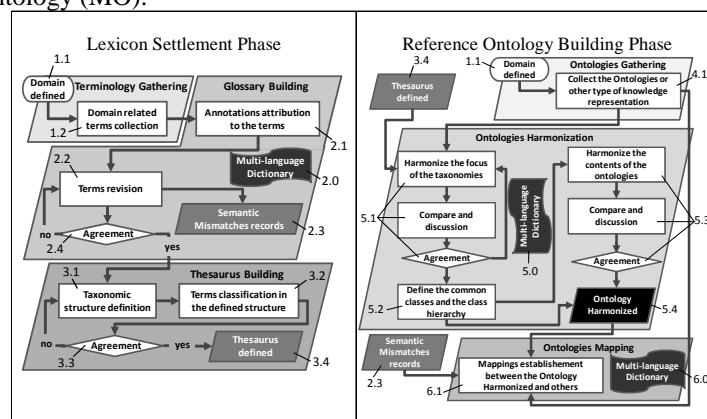 ntology (MO).
Lexicon Settlement Phase
1.1
Domain
defined
Terminology Gathering
Glossary Building
Domain related
terms collection
1.2
Annotations attribution
to the terms
2.1
2.2
Multi-language
Dictionary
2.0
Terms revision
Semantic
Mismatches records
2.3
no
Agreement
2.4
yes
3.1
Thesaurus Building
3.2
Taxonomic
structure definition
Terms classification in
the defined structure
no
Agreement
yes
Thesaurus
defined
3.3
3.4
Reference Ontology Building Phase
3.4
Thesaurus
defined
1.1
Domain
defined
Ontologies Gathering
4.1
Collect the Ontologies or
other type of knowledge
representation
Ontologies Harmonization
Harmonize the focus
of the taxonomies
Harmonize the
contents of the
ontologies
5.1
Compare and
discussion
Multi-language
Dictionary
5.0
Compare and
discussion
5.3
Agreement
Agreement
5.2
Define the common
classes and the class
hierarchy
Ontology
Harmonized
5.4
Semantic
Mismatches
records
2.3
Ontologies Mapping
Mappings establishement
between the Ontology
Harmonized and others
6.1
Multi-language
Dictionary
6.0